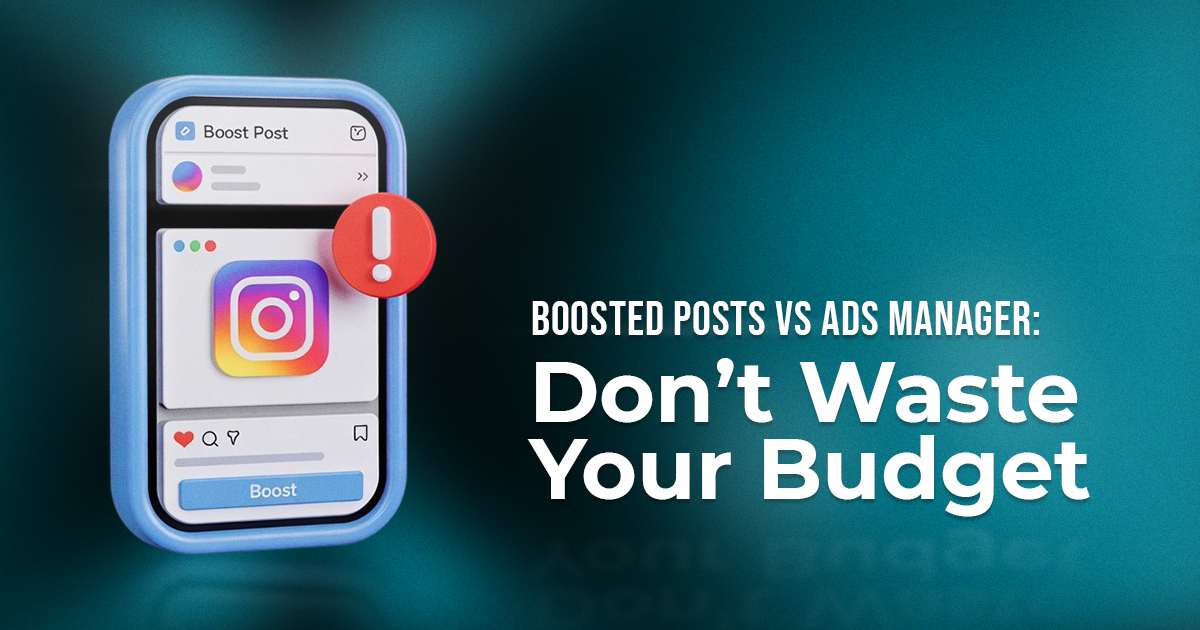 Boost Post
Boost
BOOSTED POSTS VS ADS MANAGER:
Don't Waste
Your Budget